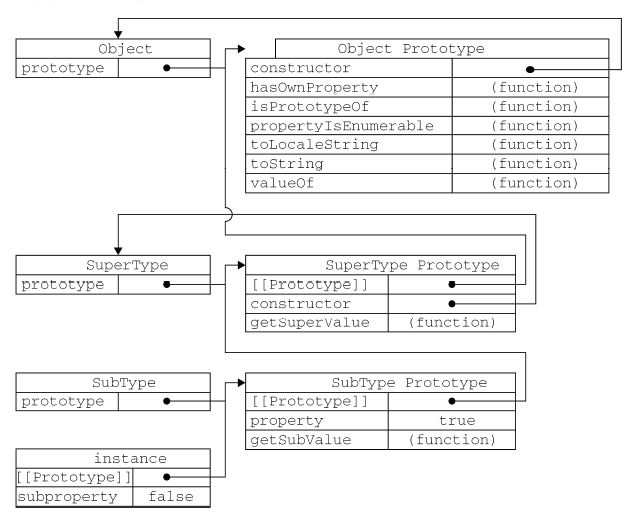 Object
prototype
Object Prototype
constructor
hasOwnProperty (function)
isPrototypeOf (function)
propertyIsEnumerable (function)
toLocaleString (function)
toString (function)
valueOf (function)
SuperType
prototype
SuperType Prototype
[[Prototype]]
constructor
getSuperValue (function)
SubType
prototype
SubType Prototype
[[Prototype]]
property true
getSubValue (function)
instance
[[Prototype]]
subproperty false